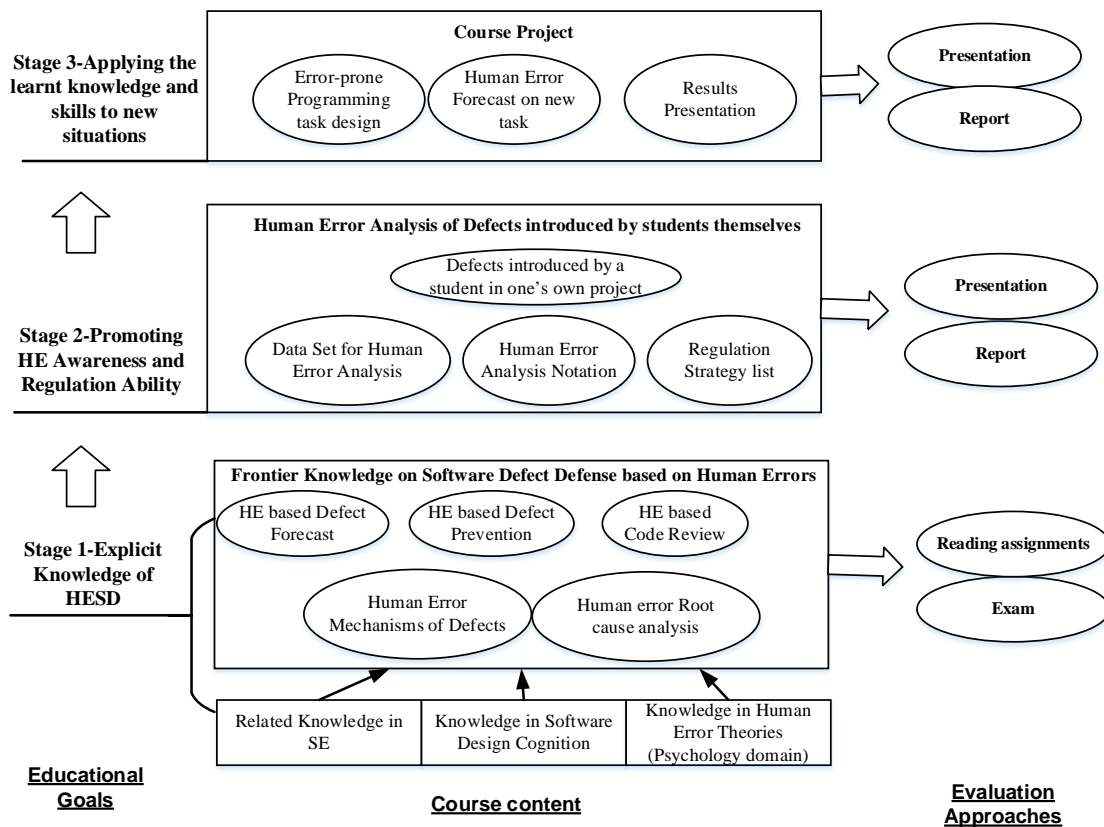 Course Project
Stage 3-Applying the
learnt knowledge and
skills to new
situations
Error-prone
Programming
task design
Human Error
Forecast on new
task
Results
Presentation
Presentation
Report
Human Error Analysis of Defects introduced by students themselves
Defects introduced by a
student in one's own project
Stage 2-Promoting
HE Awareness and
Regulation Ability
Data Set for Human
Error Analysis
Human Error
Analysis Notation
Regulation
Strategy list
Presentation
Report
Frontier Knowledge on Software Defect Defense based on Human Errors
HE based Defect
Forecast
HE based Defect
Prevention
HE based
Code Review
Stage 1-Explicit
Knowledge of
HESD
Human Error
Mechanisms of Defects
Human error Root
cause analysis
Reading assignments
Exam
Related Knowledge in
SE
Knowledge in Software
Design Cognition
Knowledge in Human
Error Theories
(Psychology domain)
Educational
Goals
Course content
Evaluation
Approaches